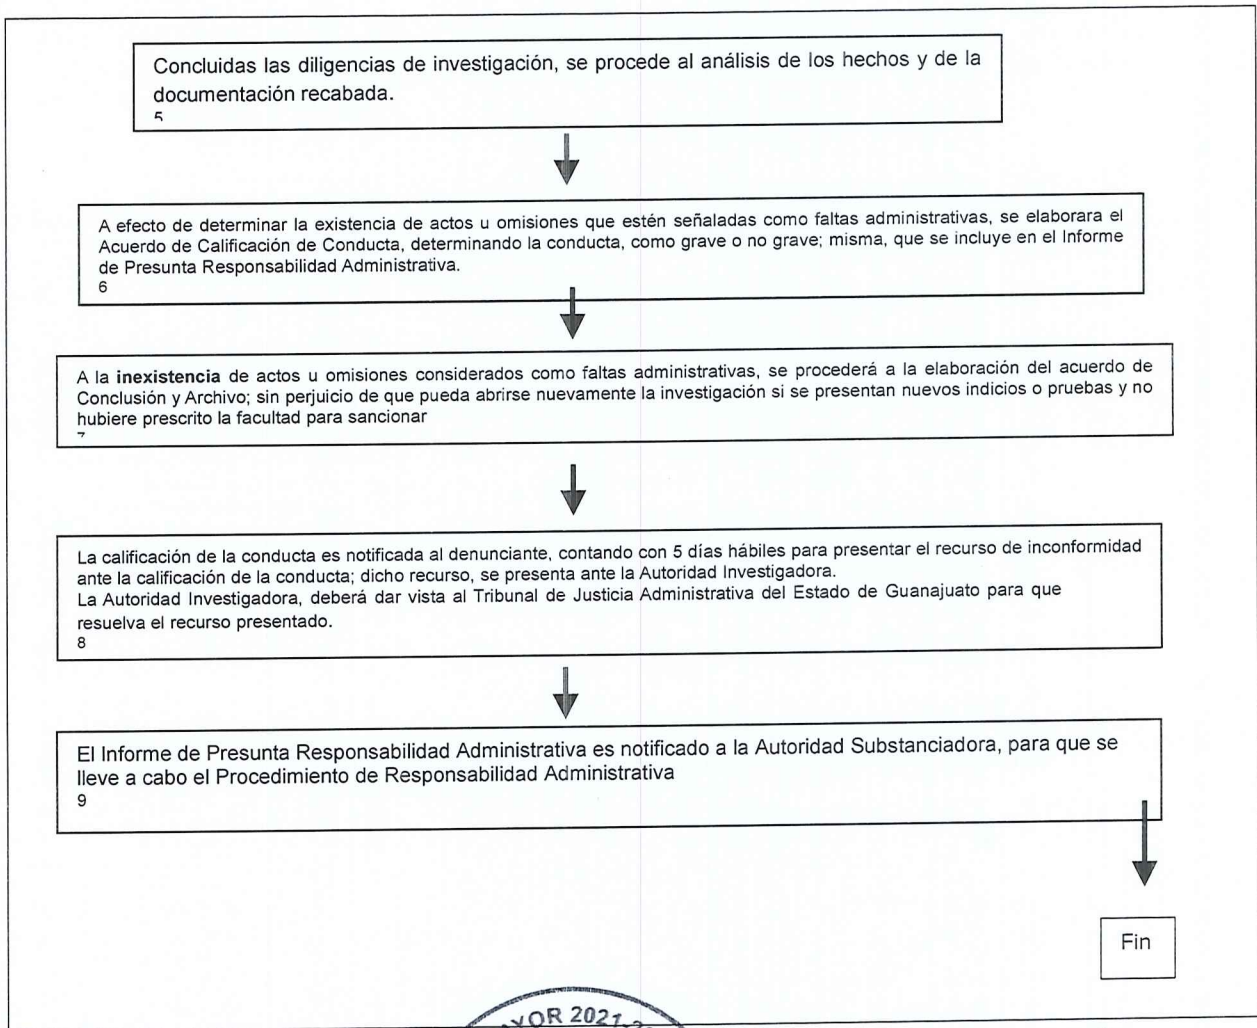 Concluidas las diligencias de investigación, se procede al análisis de los hechos y de la
documentación recabada.
5
A efecto de determinar la existencia de actos u omisiones que estén señaladas como faltas administrativas, se elaborara el
Acuerdo de Calificación de Conducta, determinando la conducta, como grave o no grave; misma, que se incluye en el Informe
de Presunta Responsabilidad Administrativa.
6
A la inexistencia de actos u omisiones considerados como faltas administrativas, se procederá a la elaboración del acuerdo de
Conclusión y Archivo; sin perjuicio de que pueda abrirse nuevamente la investigación si se presentan nuevos indicios o pruebas y no
hubiere prescrito la facultad para sancionar
7
La calificación de la conducta es notificada al denunciante, contando con 5 días hábiles para presentar el recurso de inconformidad
ante la calificación de la conducta; dicho recurso, se presenta ante la Autoridad Investigadora.
La Autoridad Investigadora, deberá dar vista al Tribunal de Justicia Administrativa del Estado de Guanajuato para que
resuelva el recurso presentado.
8
El Informe de Presunta Responsabilidad Administrativa es notificado a la Autoridad Substanciadora, para que se
lleve a cabo el Procedimiento de Responsabilidad Administrativa
9
Fin
2021-2